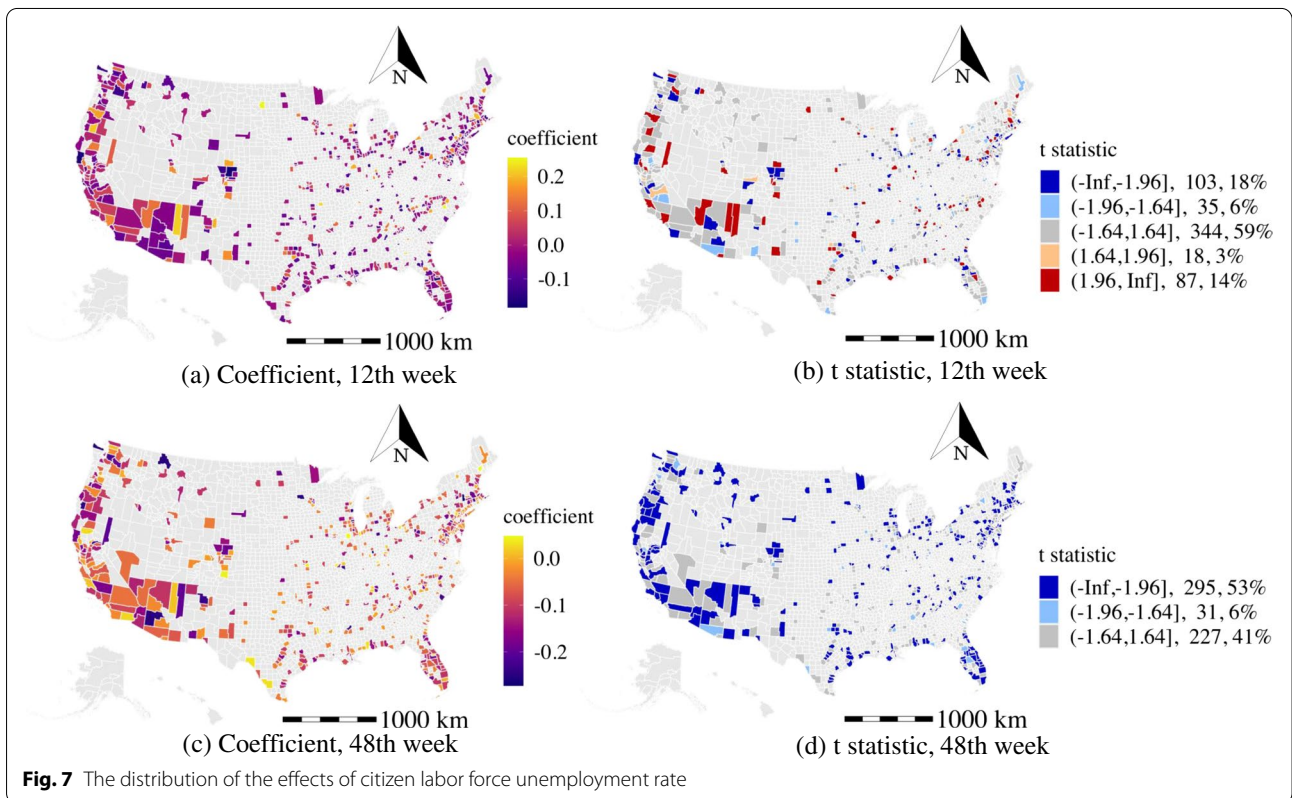 N
coefficient
0.2
0.1
0.0
-0.1
1000 km
(a) Coefficient, 12th week
N
t statistic
(-Inf,-1.96], 103, 18%
(-1.96,-1.64], 35, 6%
(-1.64,1.64], 344, 59%
(1.64,1.96], 18, 3%
(1.96, Inf], 87, 14%
1000 km
(b) t statistic, 12th week
N
coefficient
0.0
-0.1
-0.2
1000 km
(c) Coefficient, 48th week
N
t statistic
(-Inf,-1.96], 295, 53%
(-1.96,-1.64], 31, 6%
(-1.64,1.64], 227, 41%
1000 km
(d) t statistic, 48th week
Fig. 7 The distribution of the effects of citizen labor force unemployment rate